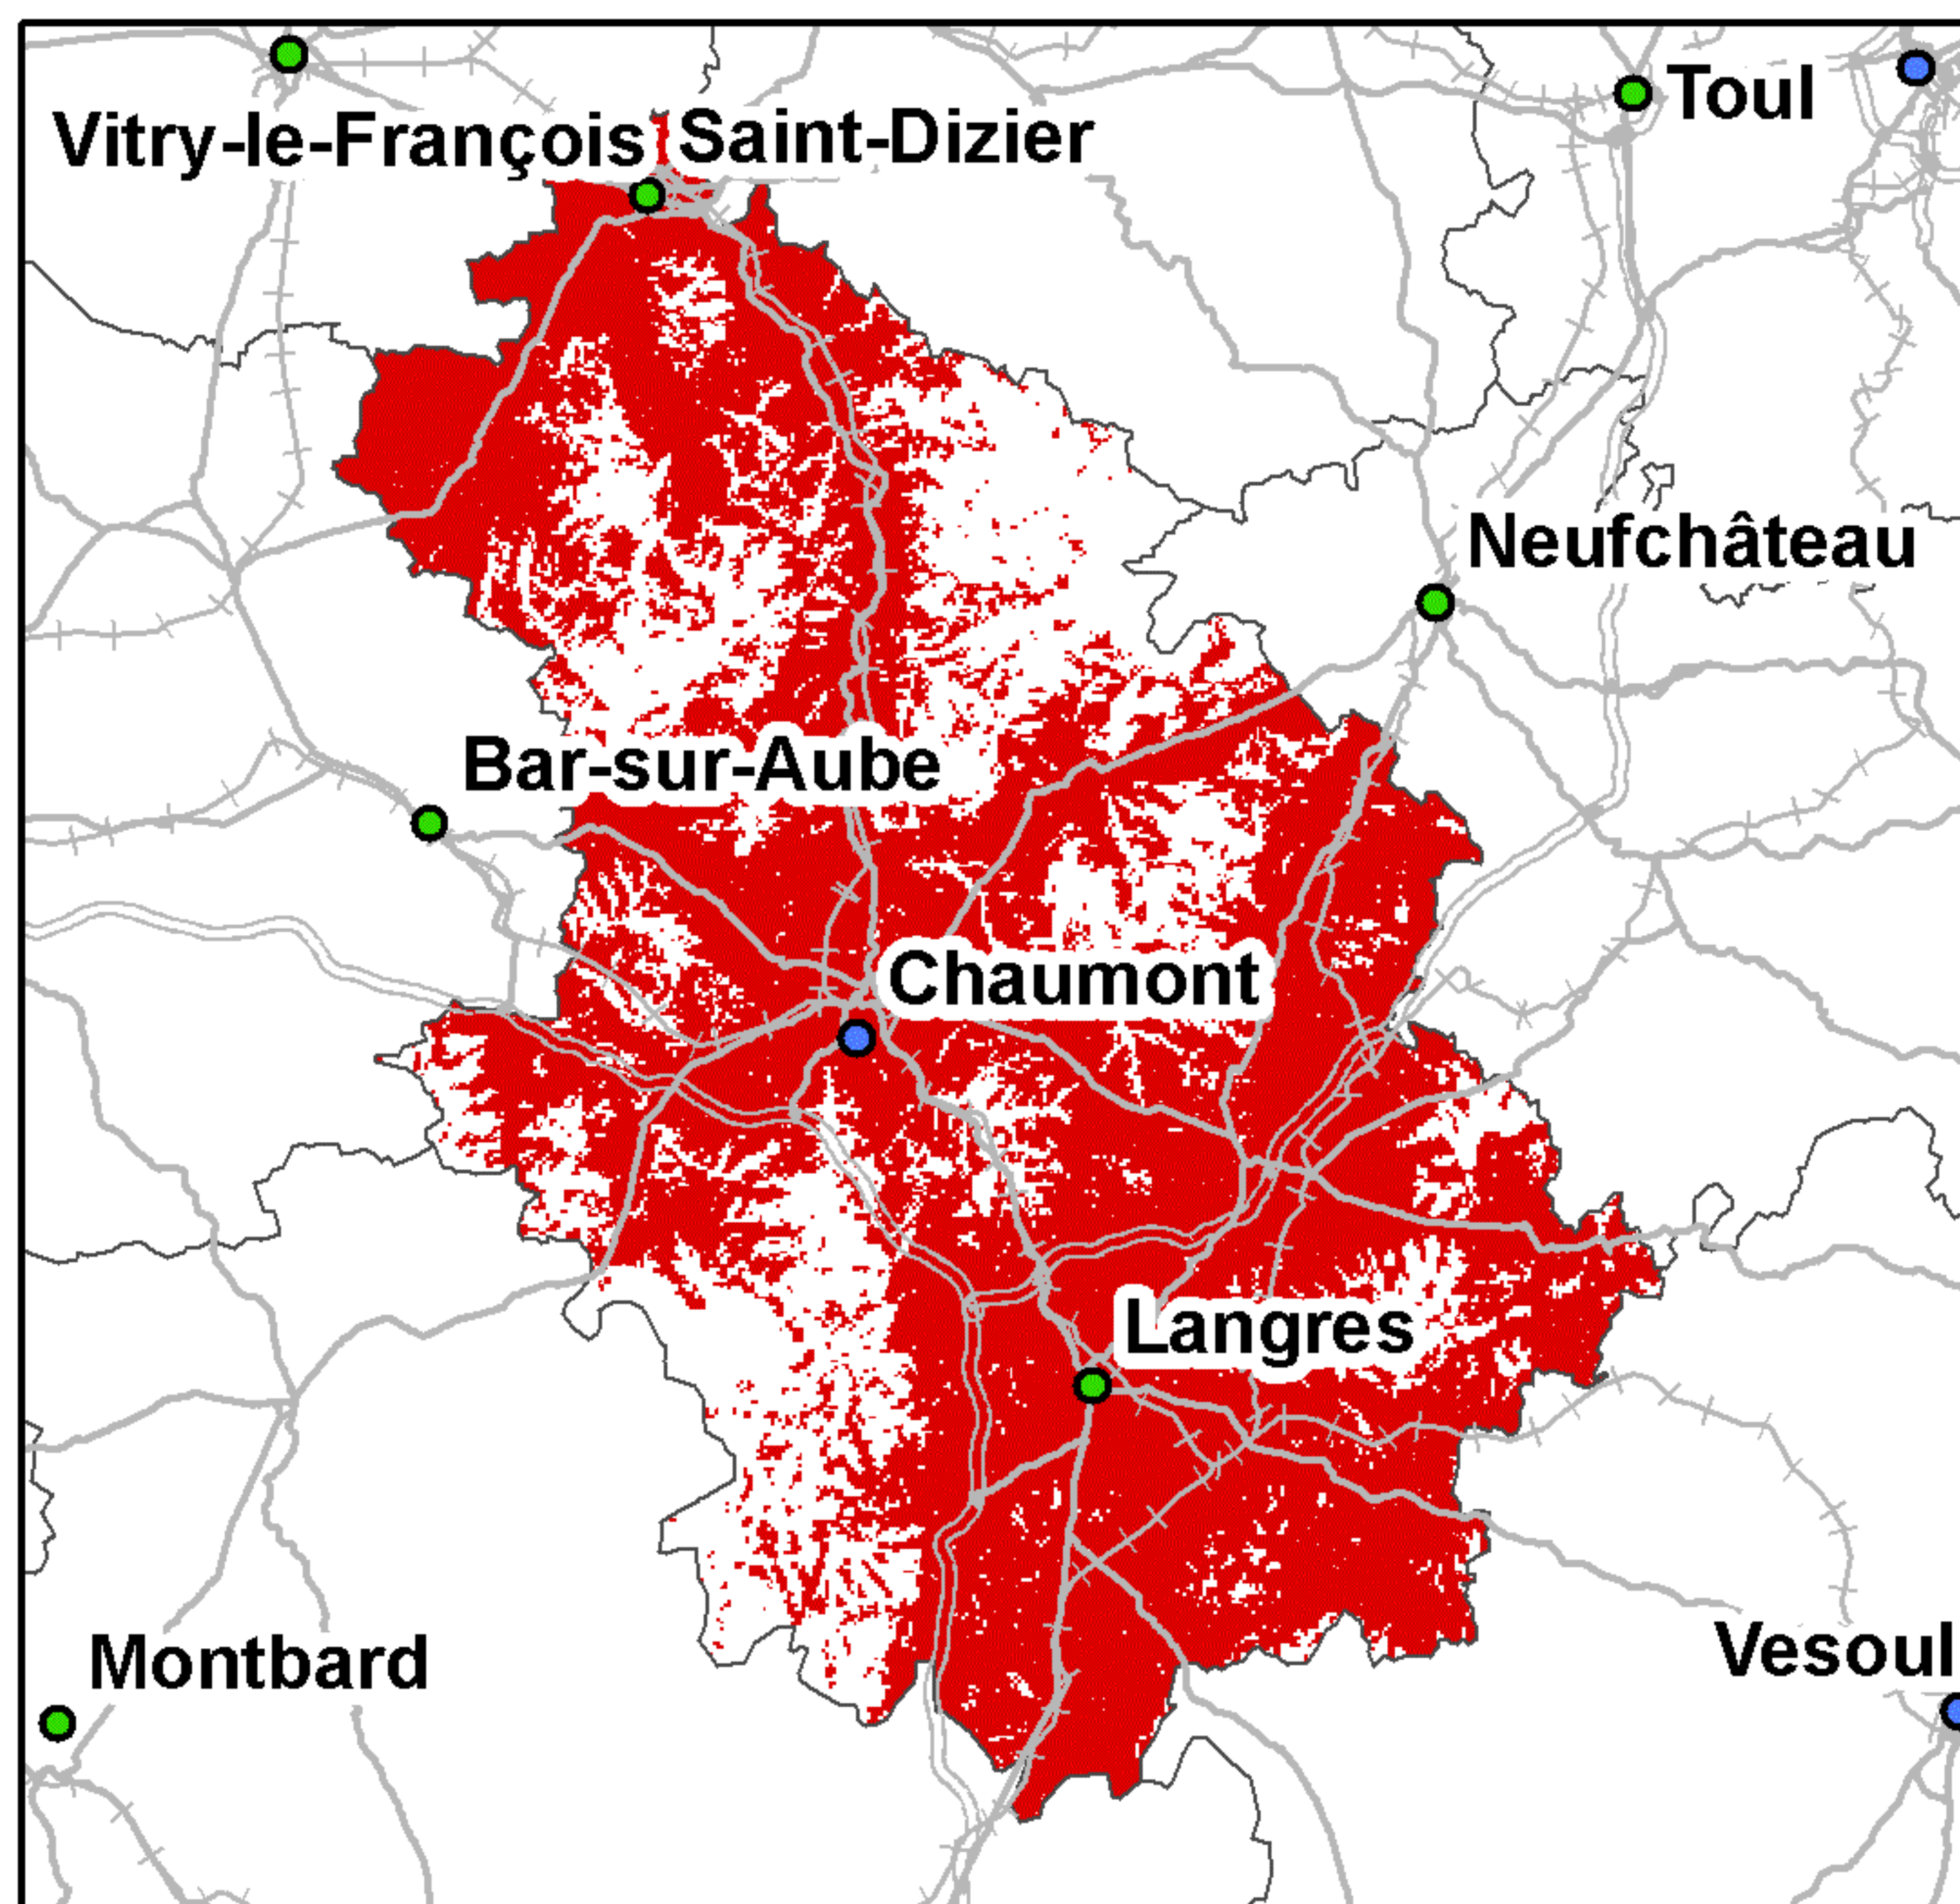 Toul
Vitry-le-François
Saint-Dizier
Neufchâteau
Bar-sur-Aube
Chaumont
Langres
Montbard
Vesoul